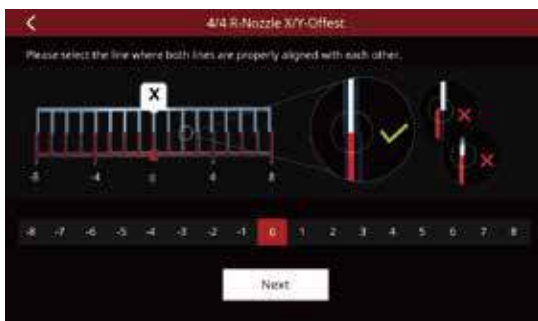 4/4 R-Nozzle X/Y-Offest
Please select the line where both lines are properly aligned with each other.
X
-8 -4 0 4 8
-8 -7 -6 -5 -4 -3 -2 -1 0 1 2 3 4 5 6 7 8
Next